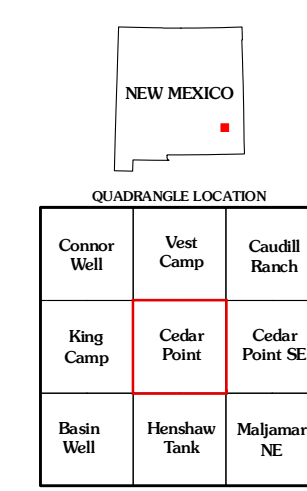 NEW MEXICO
QUADRANGLE LOCATION
Connor
Well
Vest
Camp
Caudill
Ranch
King
Camp
Cedar
Point
Cedar
Point SE
Basin
Well
Henshaw
Tank
Maljamar
NE